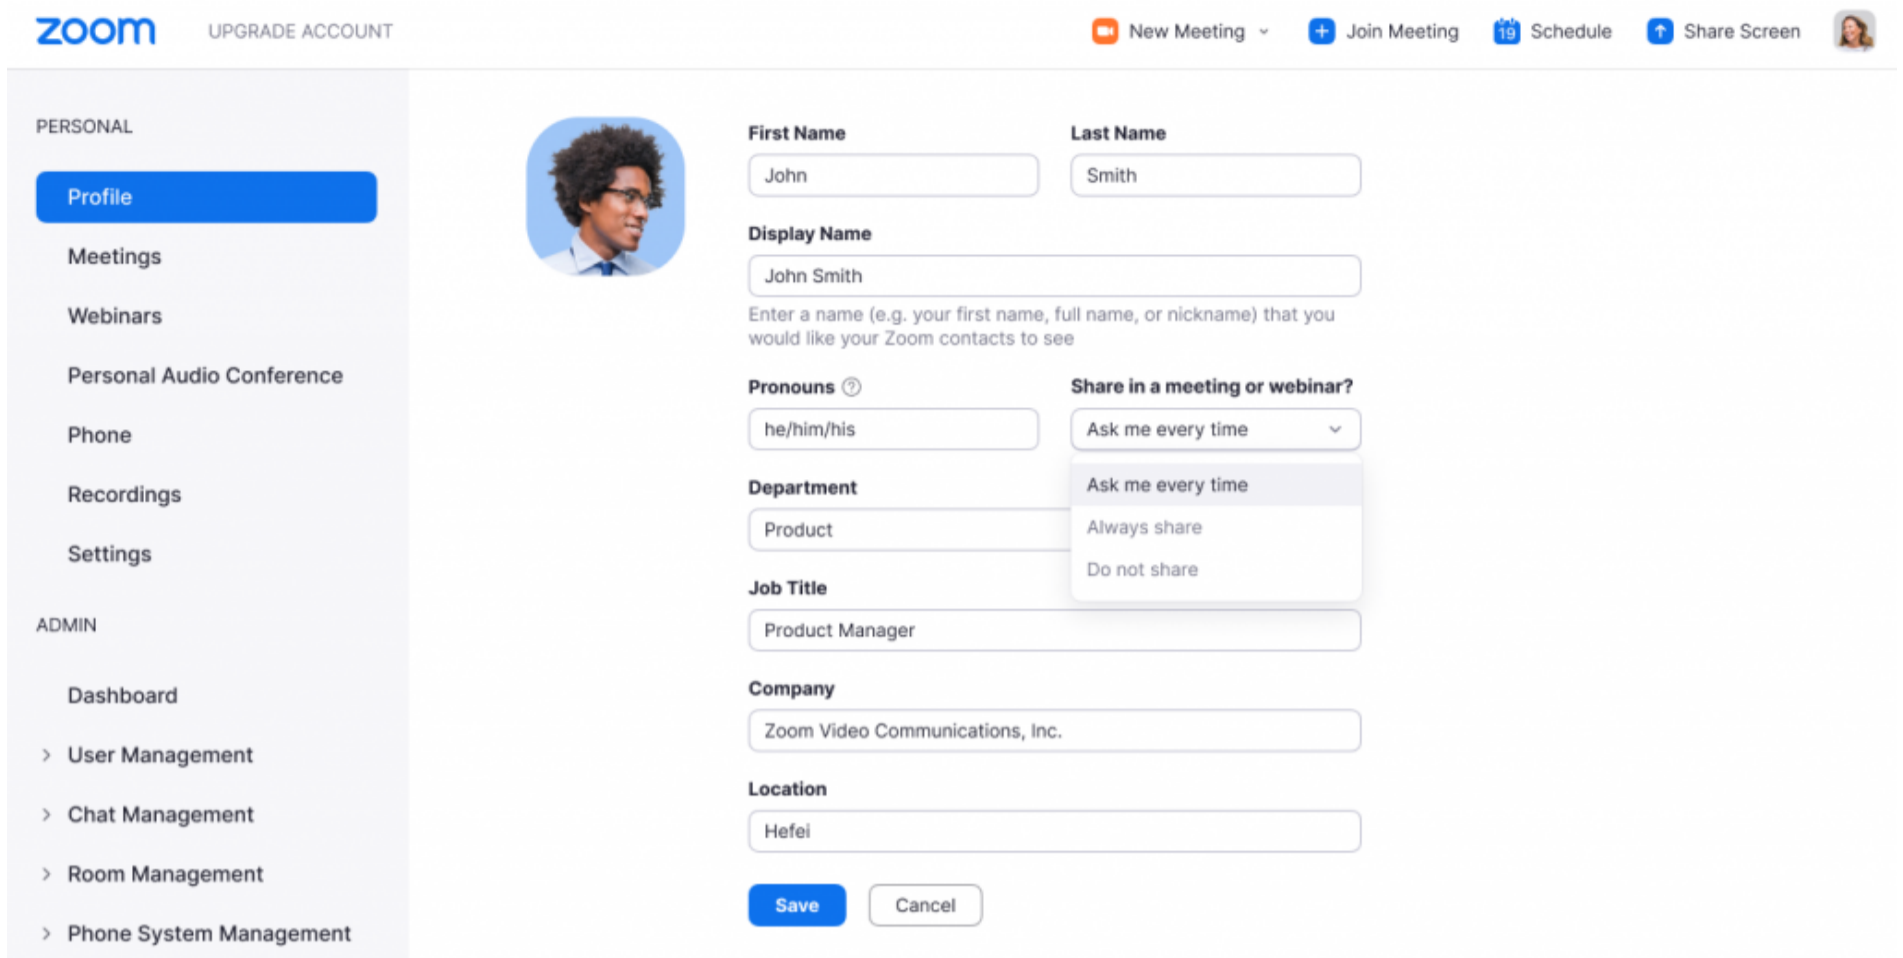 zoom UPGRADE ACCOUNT New Meeting Join Meeting 19 Schedule Share Screen
PERSONAL
Profile
Meetings
Webinars
Personal Audio Conference
Phone
Recordings
Settings
ADMIN
Dashboard
User Management
Chat Management
Room Management
Phone System Management
First Name Last Name
John Smith
Display Name
John Smith
Enter a name (e.g. your first name, full name, or nickname) that you
would like your Zoom contacts to see
Pronouns ? Share in a meeting or webinar?
he/him/his Ask me every time
Ask me every time
Always share
Do not share
Department
Product
Job Title
Product Manager
Company
Zoom Video Communications, Inc.
Location
Hefei
Save Cancel